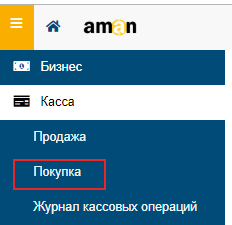 aman
Бизнес
Касса
Продажа
Покупка
Журнал кассовых операций